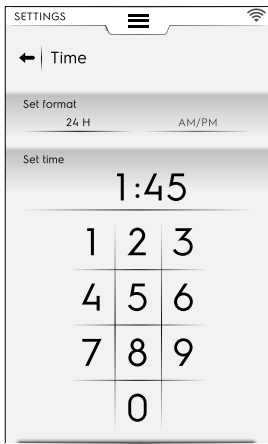 SETTINGS
Time
Set format
24 H AM/PM
Set time
1:45
1 2 3
4 5 6
7 8 9
0